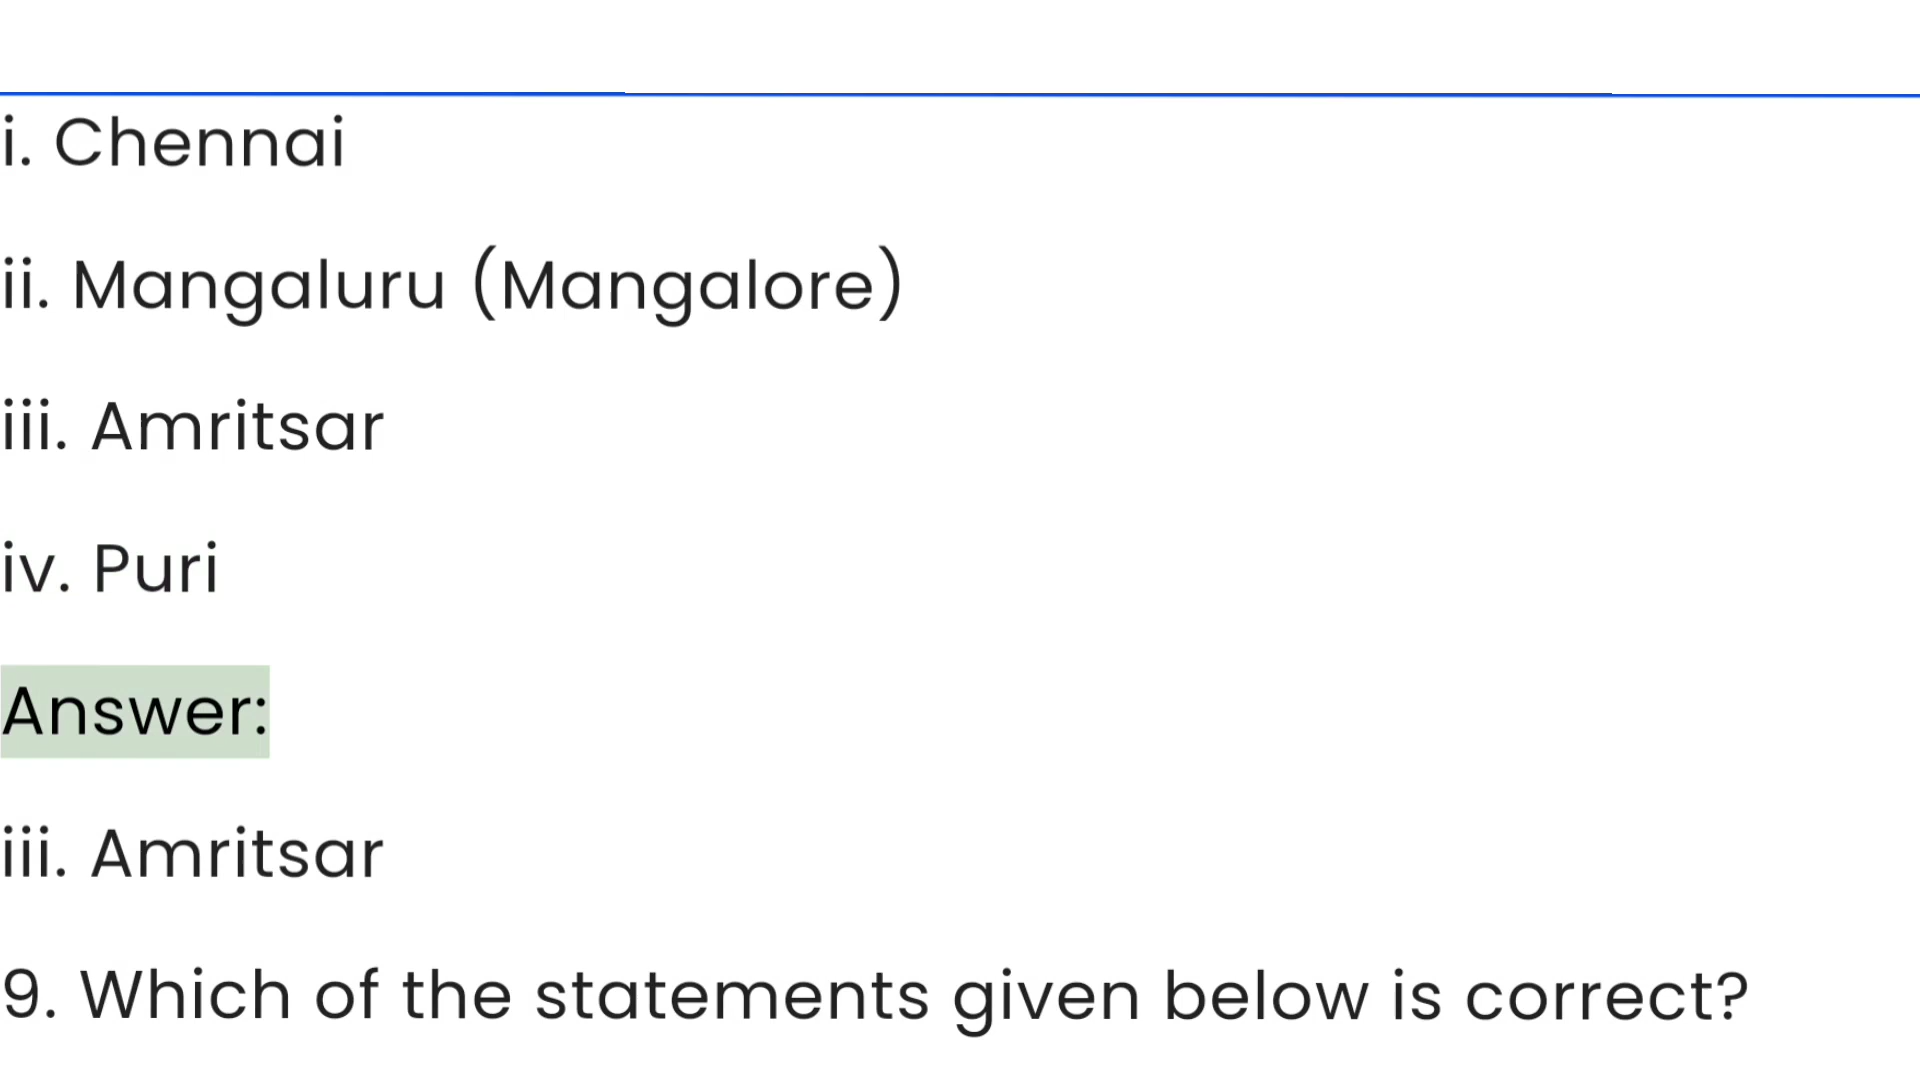 i. Chennai
ii. Mangaluru (Mangalore)
iii. Amritsar
iv. Puri
Answer:
iii. Amritsar
9. Which of the statements given below is correct?